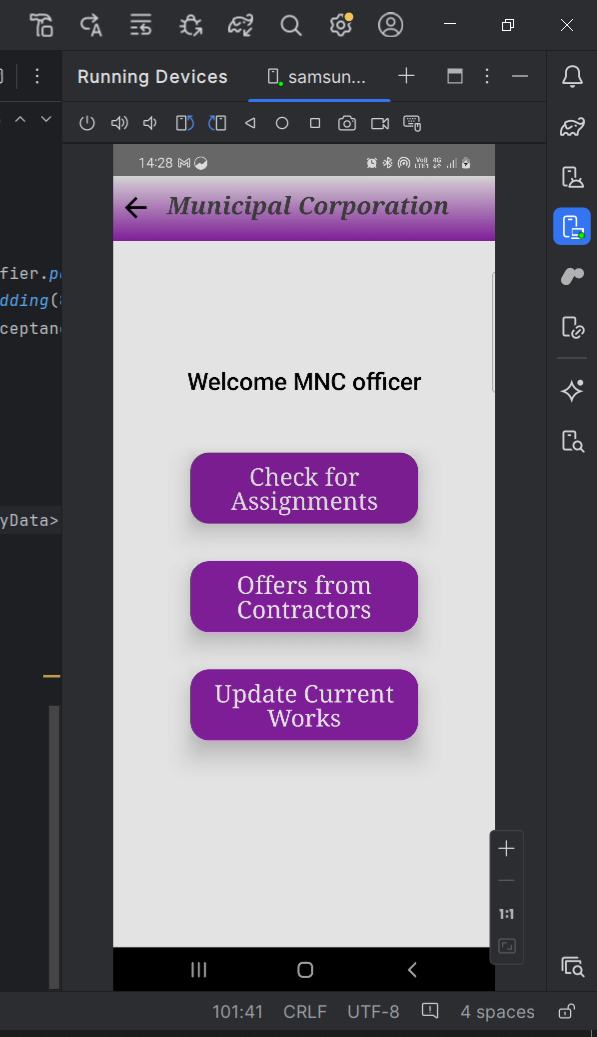 Running Devices
samsun...
14:28
Municipal Corporation
fier.p
dding(
ceptan
Welcome MNC officer
Check for
Assignments
yData>
Offers from
Contractors
Update Current
Works
1:1
101:41 CRLF UTF-8 4 spaces